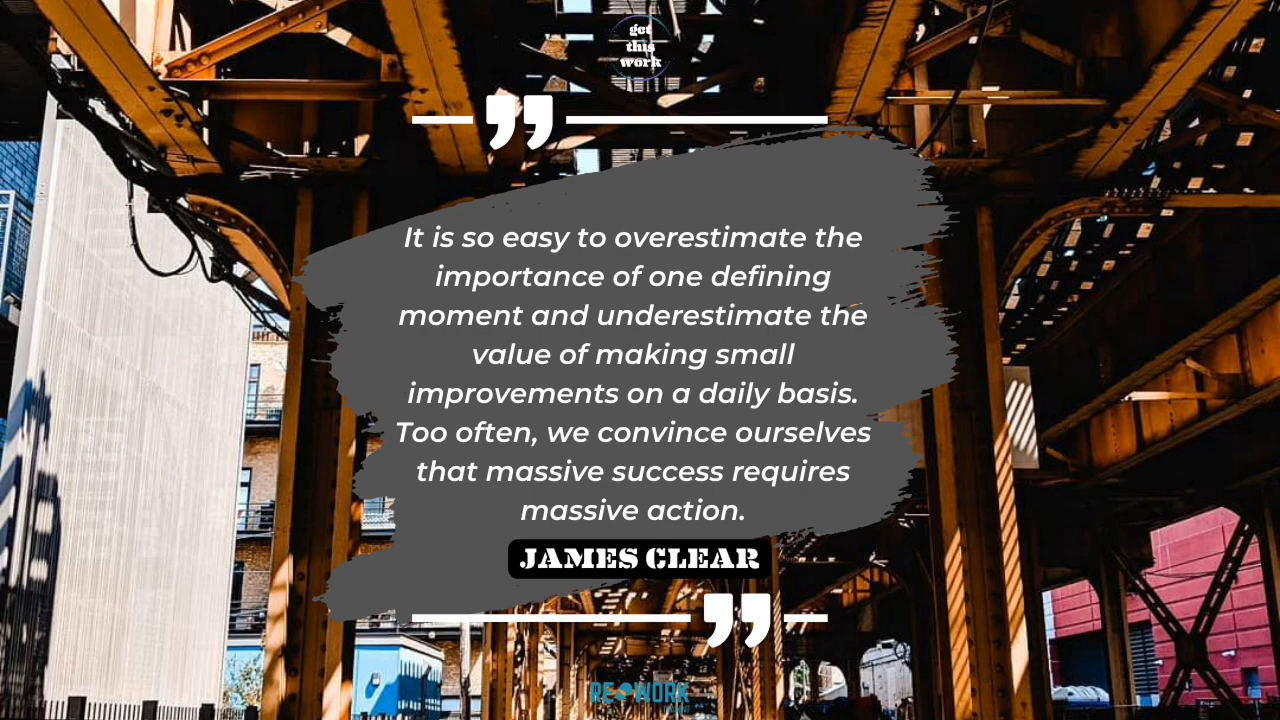 get
this
work
It is so easy to overestimate the
importance of one defining
moment and underestimate the
value of making small
improvements on a daily basis.
Too often, we convince ourselves
that massive success requires
massive action.
JAMES CLEAR
RE WORK